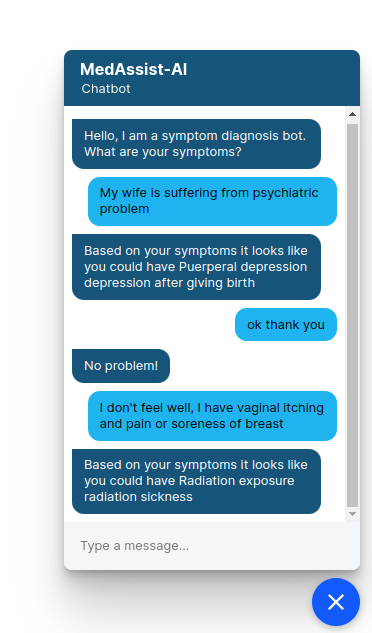 MedAssist-AI
Chatbot
Hello, I am a symptom diagnosis bot.
What are your symptoms?
My wife is suffering from psychiatric
problem
Based on your symptoms it looks like
you could have Puerperal depression
depression after giving birth
ok thank you
No problem!
I don't feel well, I have vaginal itching
and pain or soreness of breast
Based on your symptoms it looks like
you could have Radiation exposure
radiation sickness
Type a message...